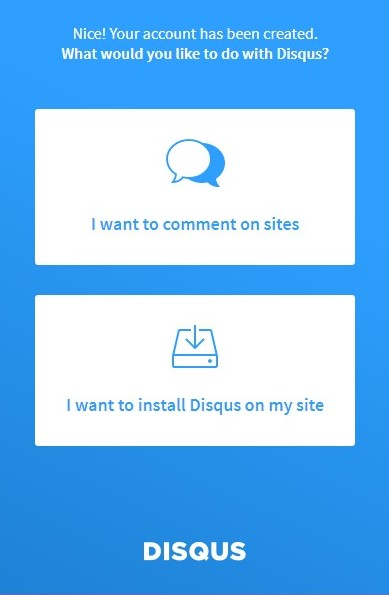 Nice! Your account has been created.
What would you like to do with Disqus?
I want to comment on sites
I want to install Disqus on my site
DISQUS